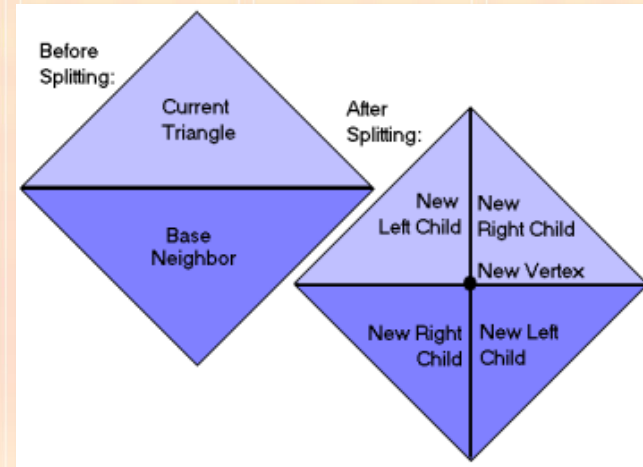 Before
Splitting:
Current
Triangle
Base
Neighbor
After
Splitting:
New
Left Child
New
Right Child
New Vertex
New Right
Child
New Left
Child